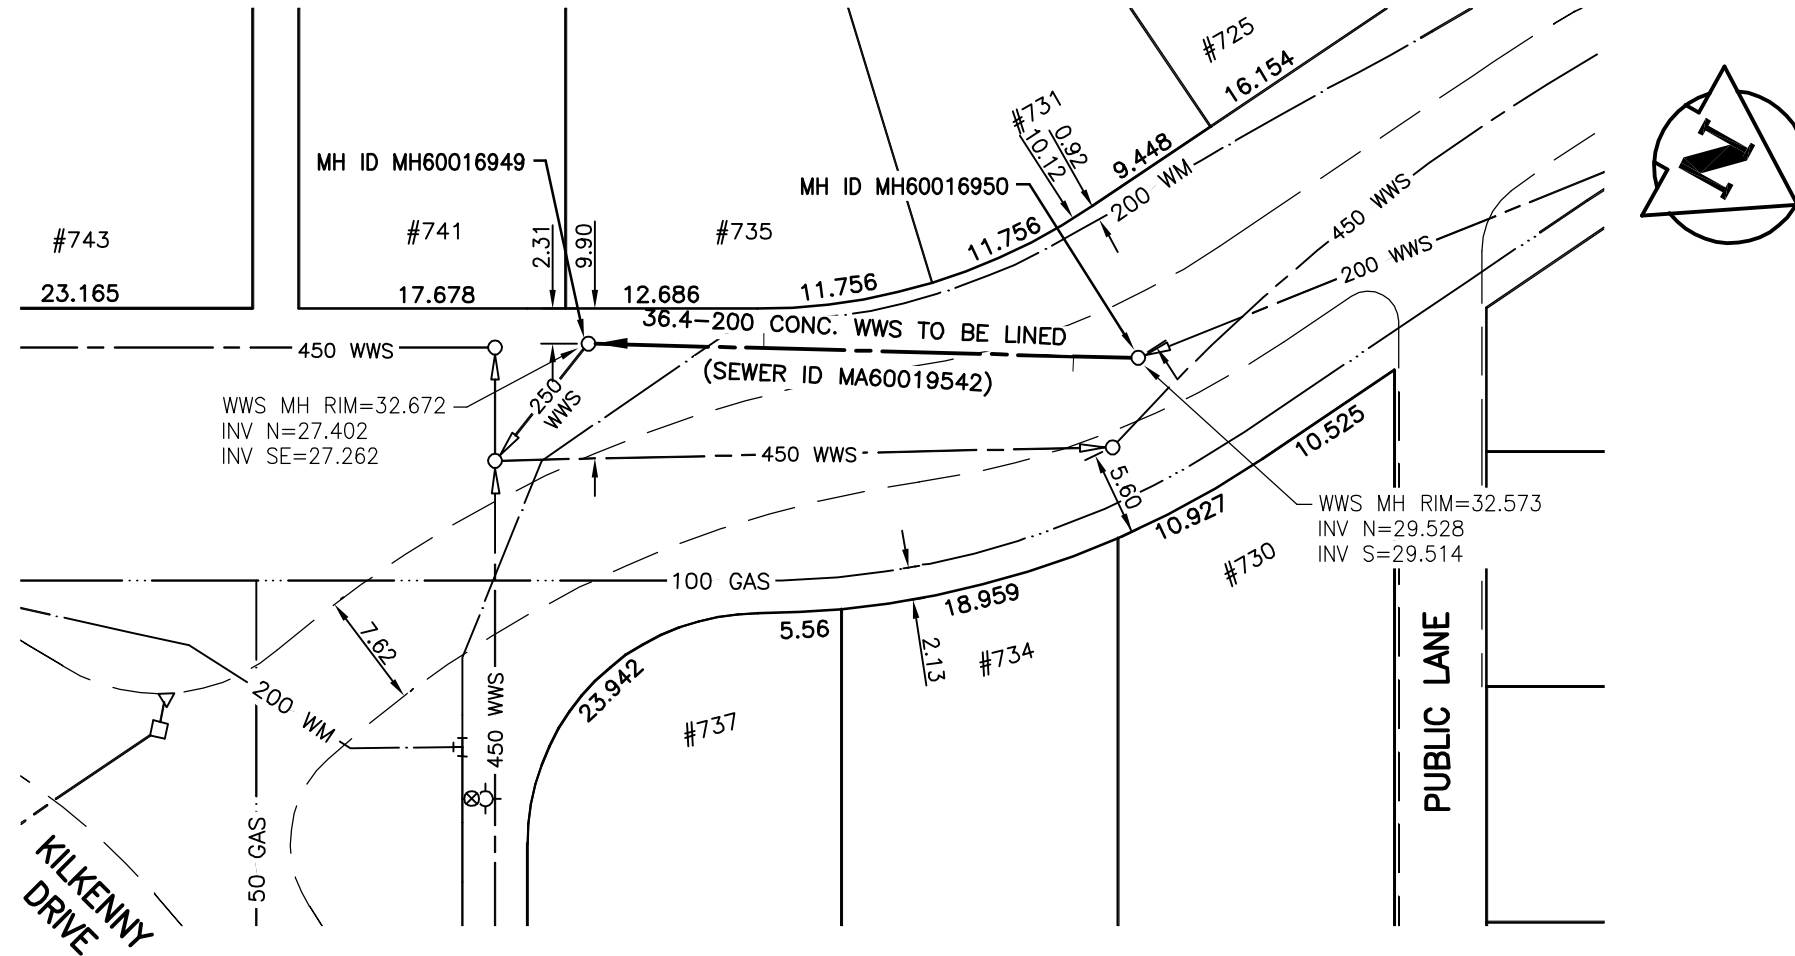 #725
16.154
#731
0.92
10.12
9.448
200 WM
MH ID MH60016949
MH ID MH60016950
450 WWS
200 WWS
#743
#741
2.31
9.90
#735
11.756
11.756
23.165
17.678
12.686
36.4-200 CONC. WWS TO BE LINED
(SEWER ID MA60019542)
450 WWS
250
WWS
WWS MH RIM=32.672
INV N=27.402
INV SE=27.262
450 WWS
5.60
10.525
10.927
WWS MH RIM=32.573
INV N=29.528
INV S=29.514
#730
100 GAS
18.959
5.56
2.13
#734
7.62
23.942
#737
200 WM
450 WWS
50 GAS
PUBLIC LANE
KILKENNY
DRIVE
N